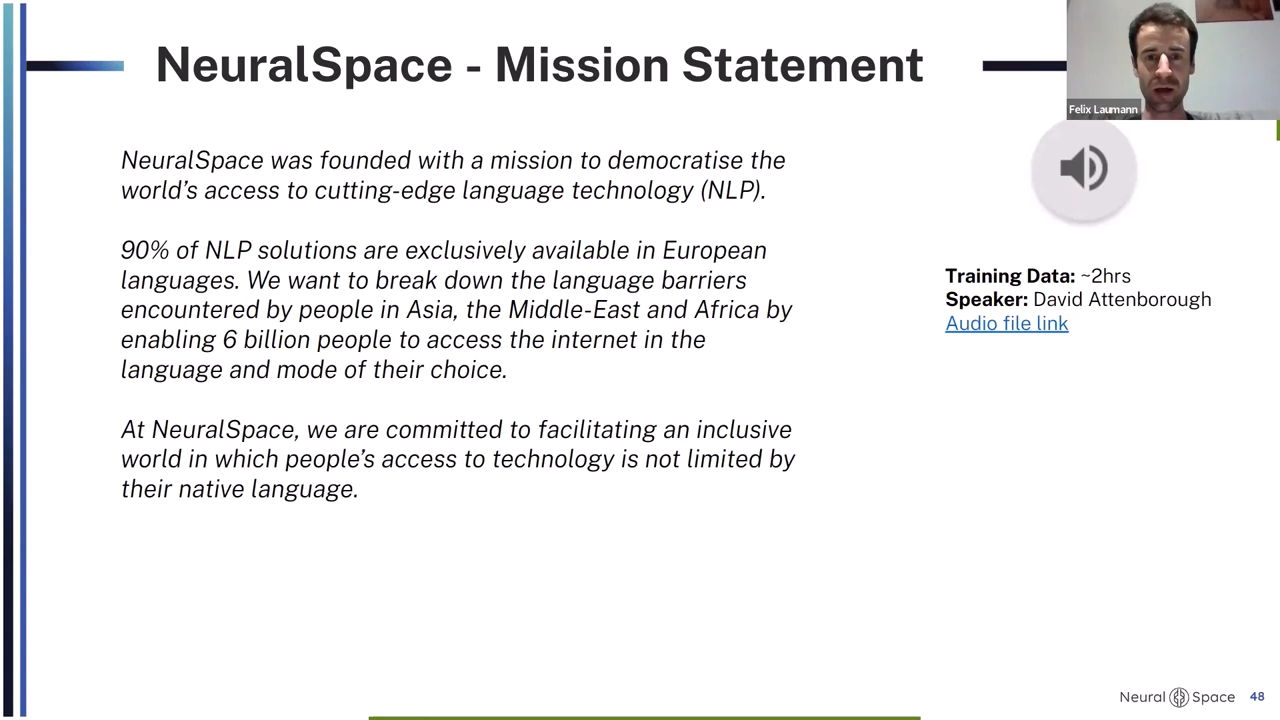 NeuralSpace - Mission Statement
Felix Laumann
NeuralSpace was founded with a mission to democratise the
world’s access to cutting-edge language technology (NLP).
90% of NLP solutions are exclusively available in European
languages. We want to break down the language barriers
encountered by people in Asia, the Middle-East and Africa by
enabling 6 billion people to access the internet in the
language and mode of their choice.
At NeuralSpace, we are committed to facilitating an inclusive
world in which people’s access to technology is not limited by
their native language.
Training Data: ~2hrs
Speaker: David Attenborough
Audio file link
Neural Space
48